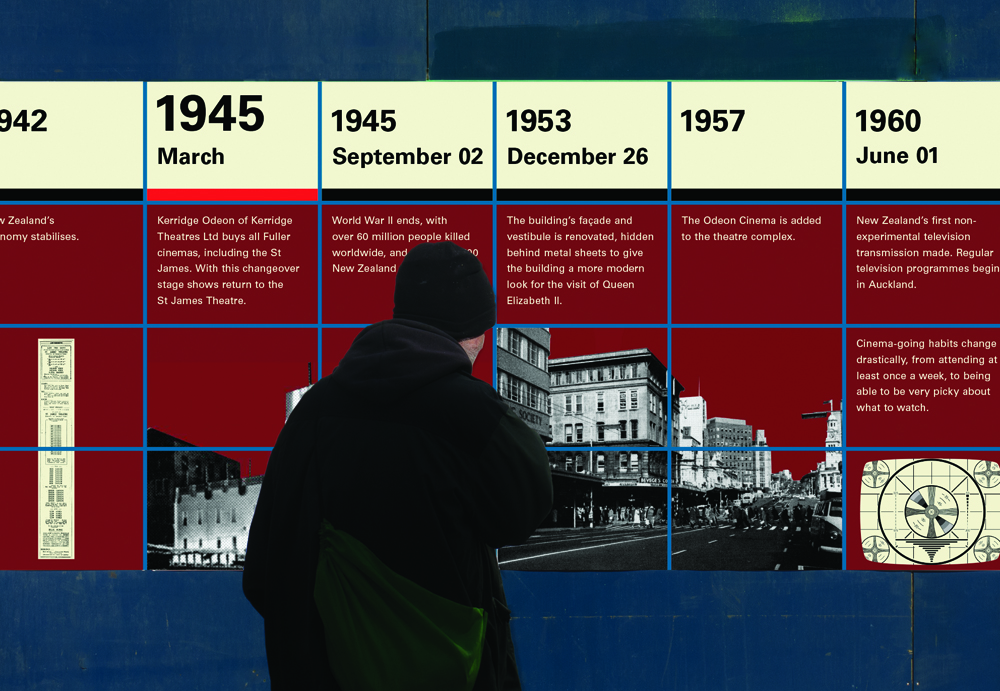 942
w Zealand's
nomy stabilises.
1945
March
Kerridge Odeon of Kerridge
Theatres Ltd buys all Fuller
cinemas, including the St
James. With this changeover
stage shows return to the
St James Theatre.
1945
September 02
World War II ends, with
over 60 million people killed
worldwide, and 00
New Zealand
1953
December 26
The building's façade and
vestibule is renovated, hidden
behind metal sheets to give
the building a more modern
look for the visit of Queen
Elizabeth II.
1957
The Odeon Cinema is added
to the theatre complex.
1960
June 01
New Zealand's first non-
experimental television
transmission made. Regular
television programmes begin
in Auckland.
Cinema-going habits change
drastically, from attending at
least once a week, to being
able to be very picky about
what to watch.